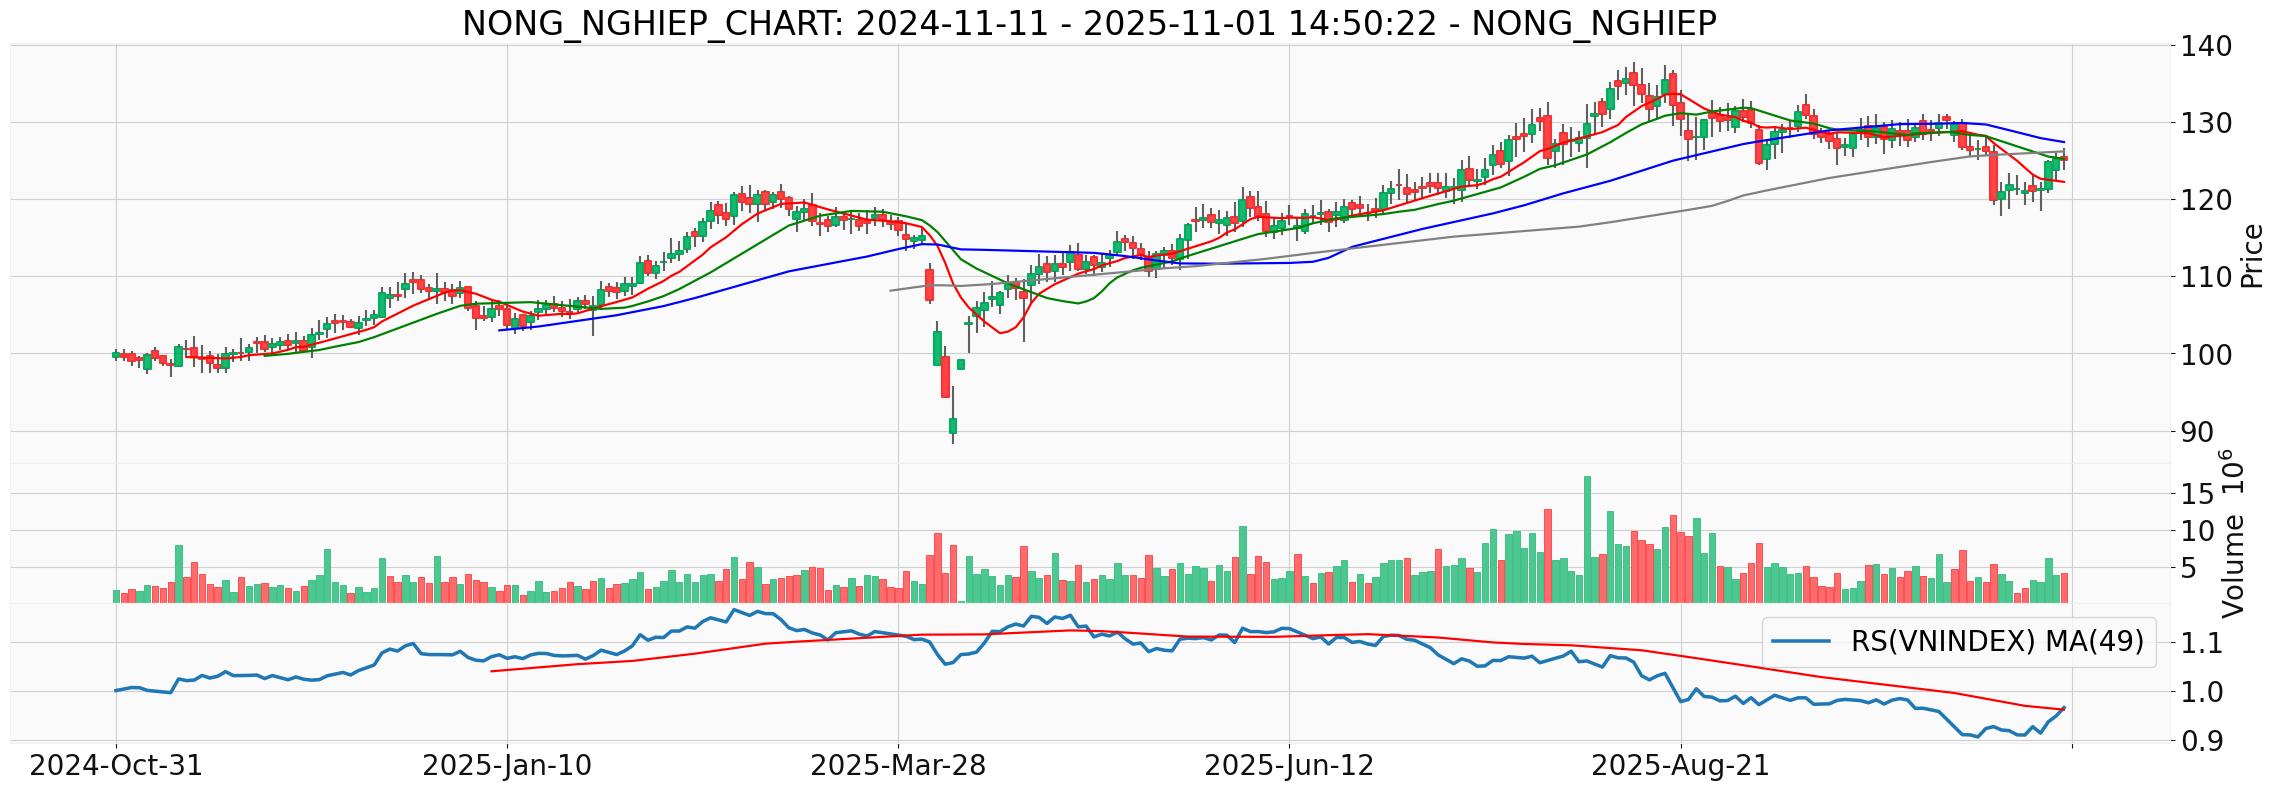 NONG_NGHIEP_CHART: 2024-11-11 - 2025-11-01 14:50:22 - NONG_NGHIEP
140
130
120
110
100
90
Price
15
10
5
Volume 10⁶
RS(VNINDEX) MA(49)
1.1
1.0
0.9
2024-Oct-31
2025-Jan-10
2025-Mar-28
2025-Jun-12
2025-Aug-21